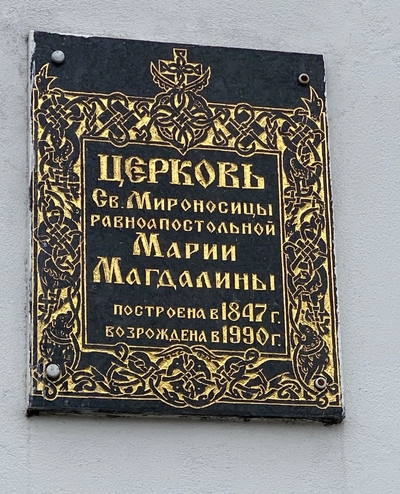 ЦЕРКОВЬ
Св. Мироносицы
равноапостольной
Марии
Магдалины
построена в 1847 г.
возрождена в 1990 г.